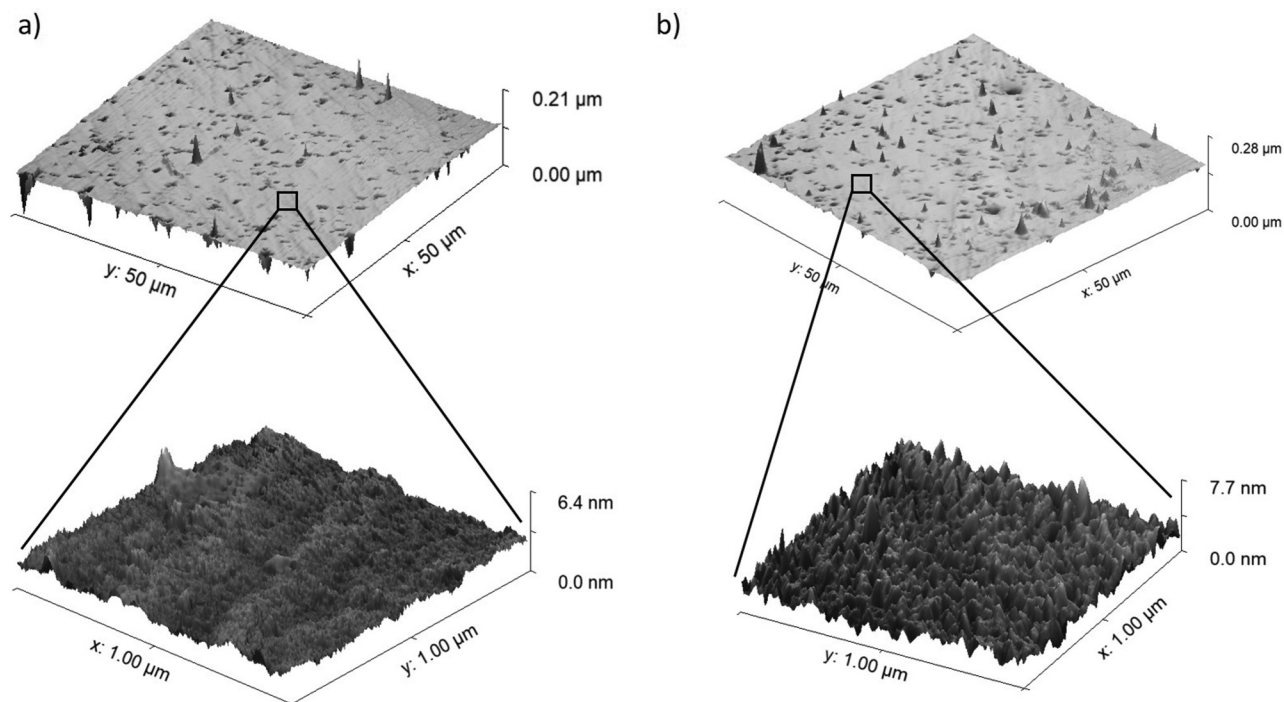 a)
0.21 µm
0.00 µm
y: 50 µm
x: 50 µm
6.4 nm
0.0 nm
x: 1.00 µm
y: 1.00 µm
b)
0.28 µm
0.00 µm
y: 50 µm
x: 50 µm
7.7 nm
0.0 nm
y: 1.00 µm
x: 1.00 µm